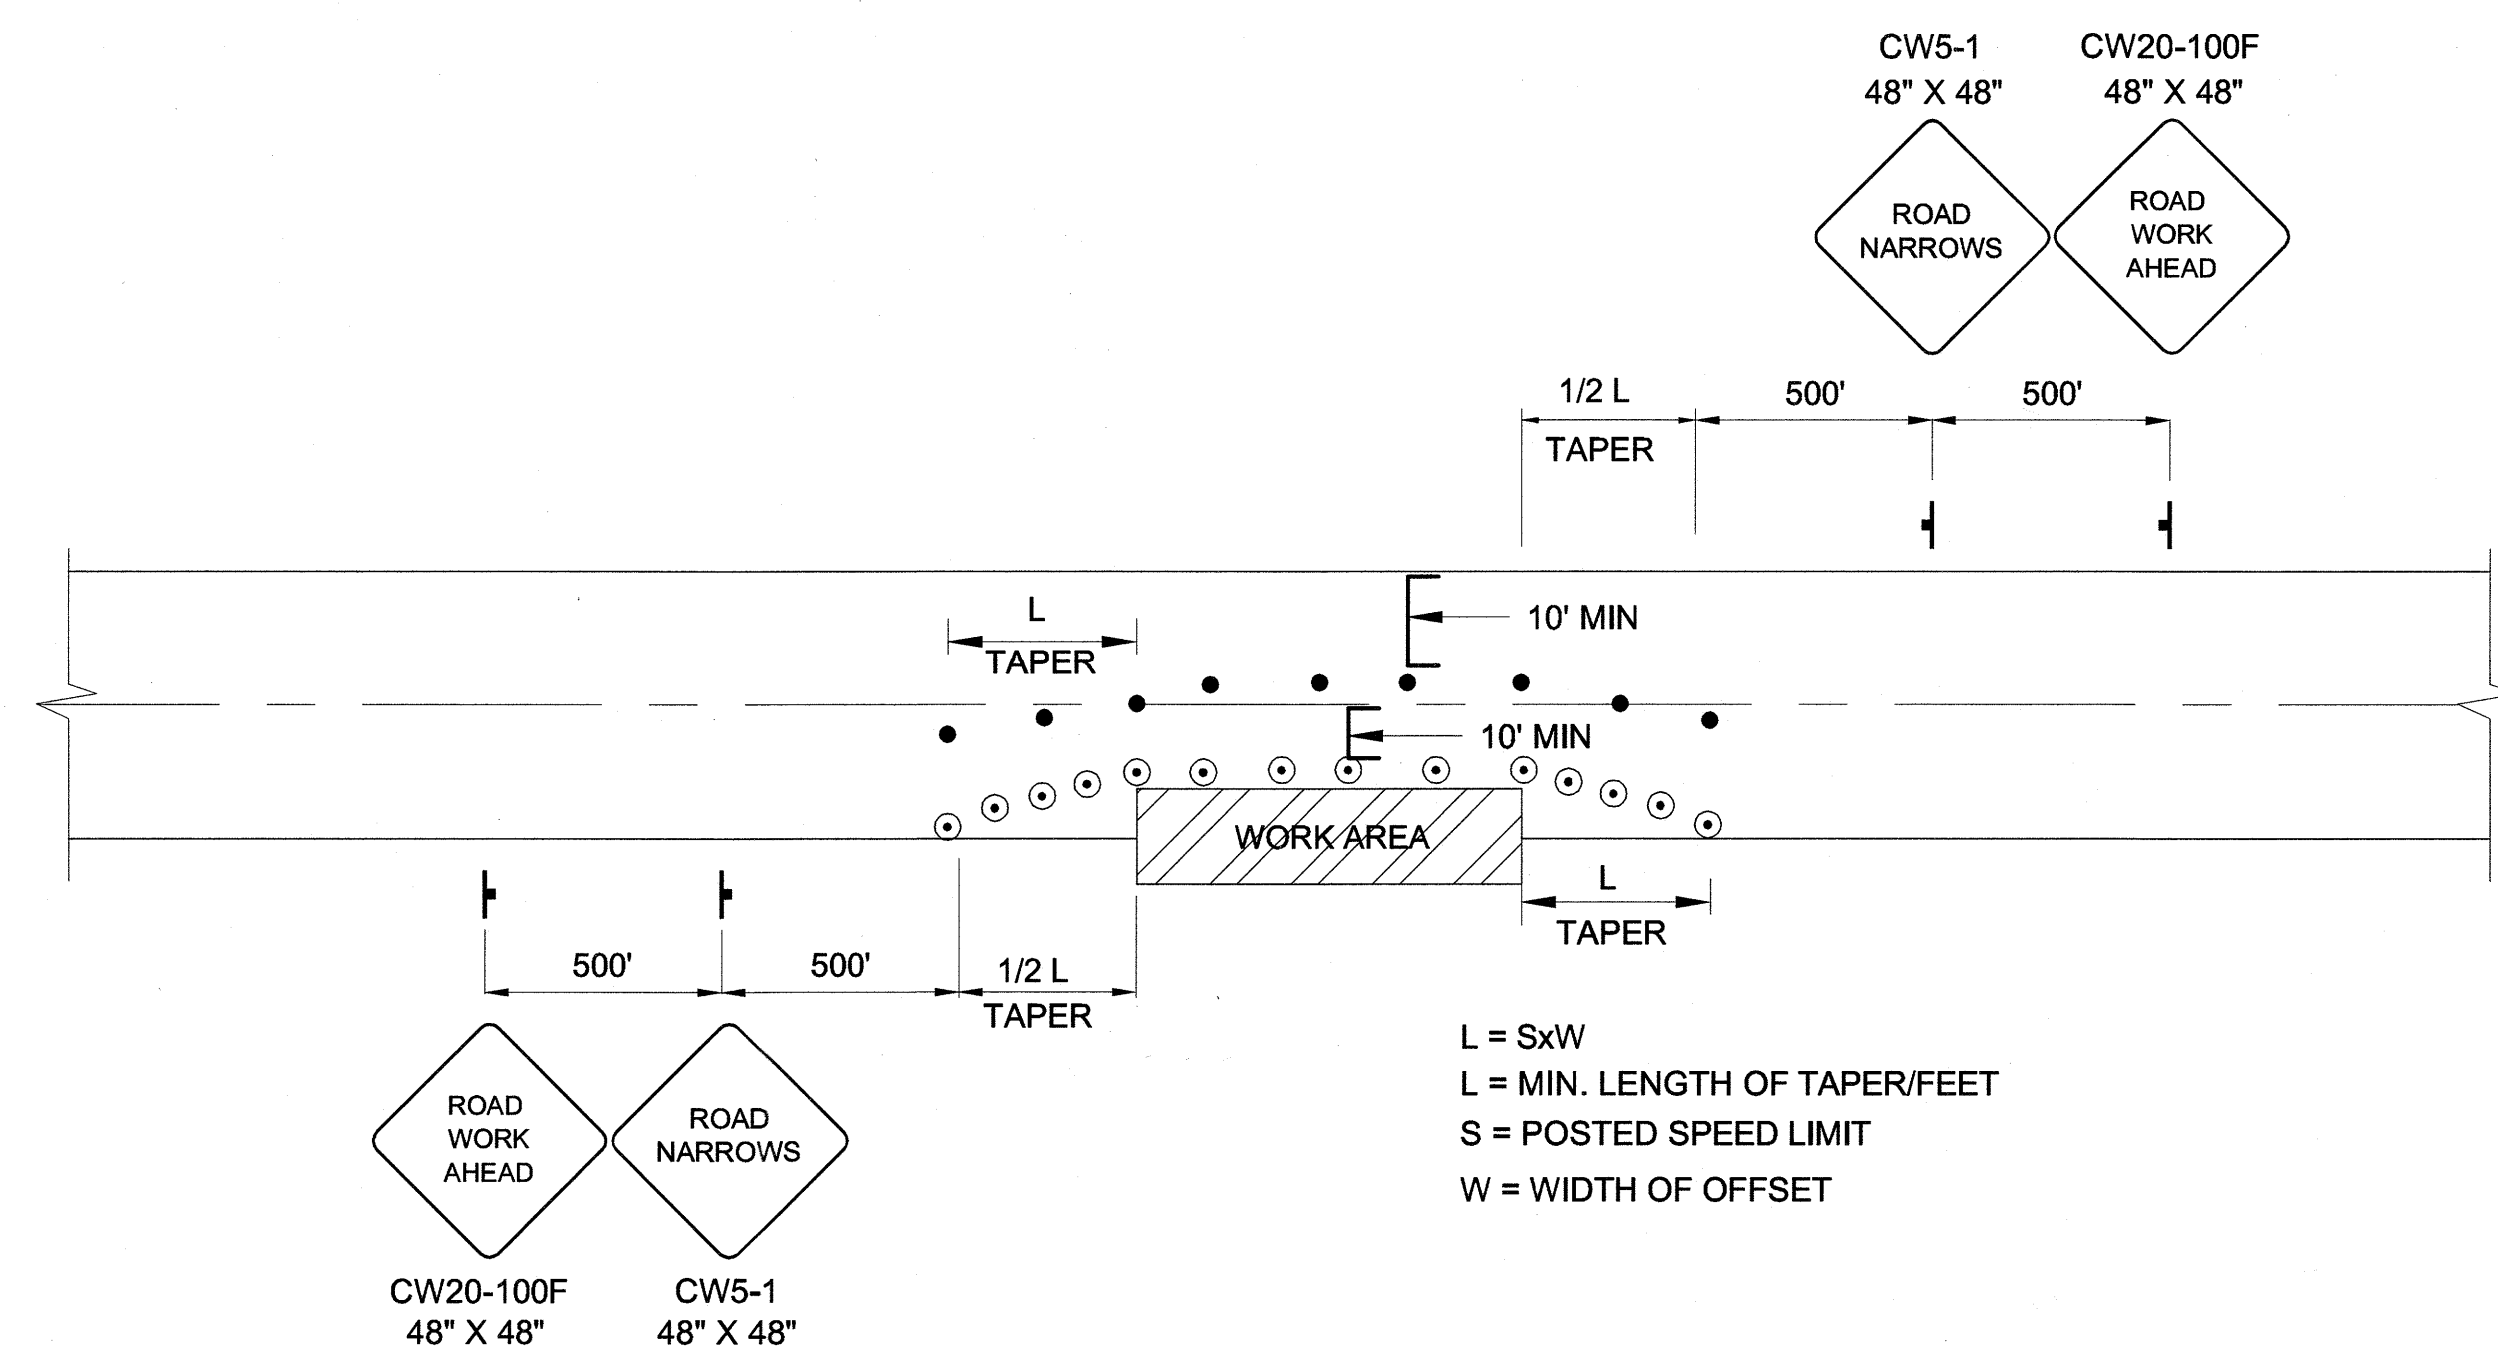 CW5-1
48" X 48"
CW20-100F
48" X 48"
ROAD
NARROWS
ROAD
WORK
AHEAD
1/2 L
TAPER
500'
500'
L
TAPER
10' MIN
10' MIN
WORK AREA
L
TAPER
500'
500'
1/2 L
TAPER
ROAD
WORK
AHEAD
ROAD
NARROWS
CW20-100F
48" X 48"
CW5-1
48" X 48"
L = SxW
L = MIN. LENGTH OF TAPER/FEET
S = POSTED SPEED LIMIT
W = WIDTH OF OFFSET